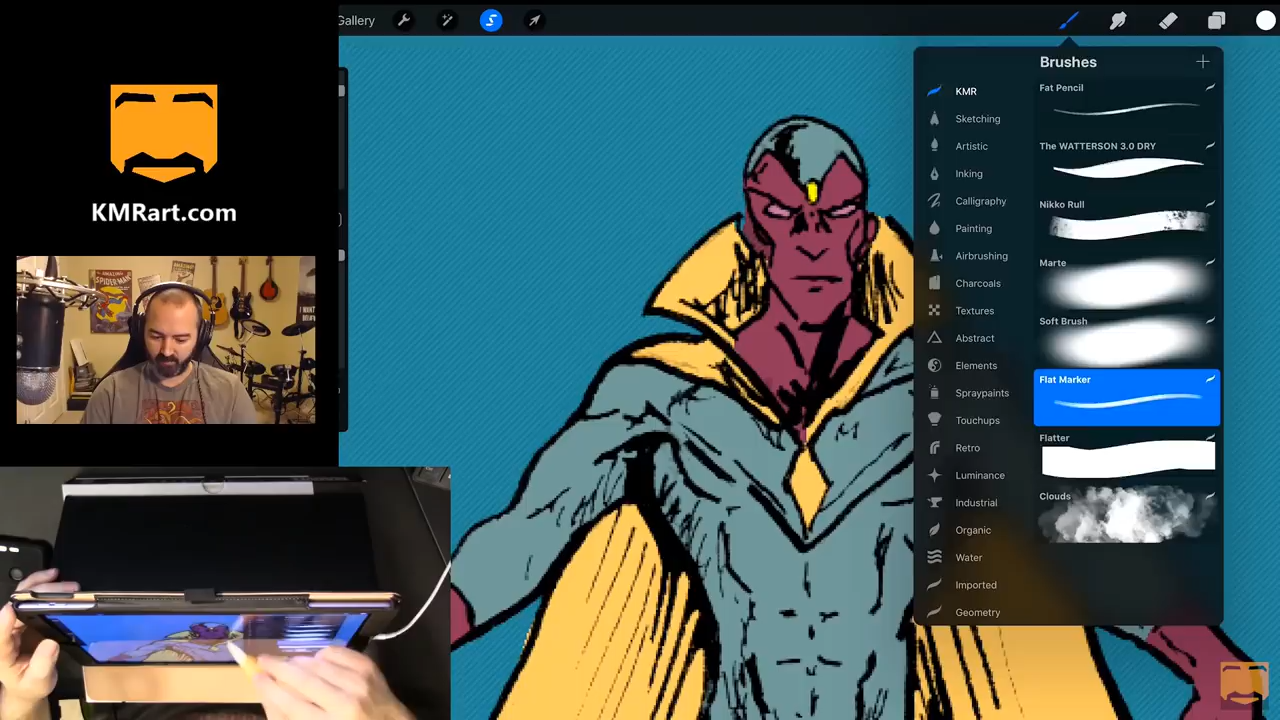 Gallery
KMRart.com
SPIDER-MAN
Brushes
KMR
Sketching
Artistic
Inking
Calligraphy
Painting
Airbrushing
Charcoals
Textures
Abstract
Elements
Spraypaints
Touchups
Retro
Luminance
Industrial
Organic
Water
Imported
Geometry
Fat Pencil
The WATTERSON 3.0 DRY
Nikko Rull
Marte
Soft Brush
Flat Marker
Flatter
Clouds